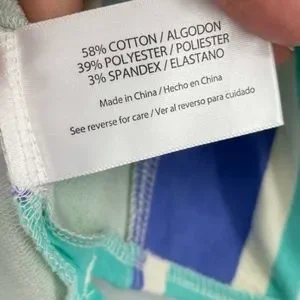 58% COTTON / ALGODON
39% POLYESTER / POLIESTER
3% SPANDEX / ELASTANO
Made in China / Hecho en China
See reverse for care / Ver al reverso para cuidado